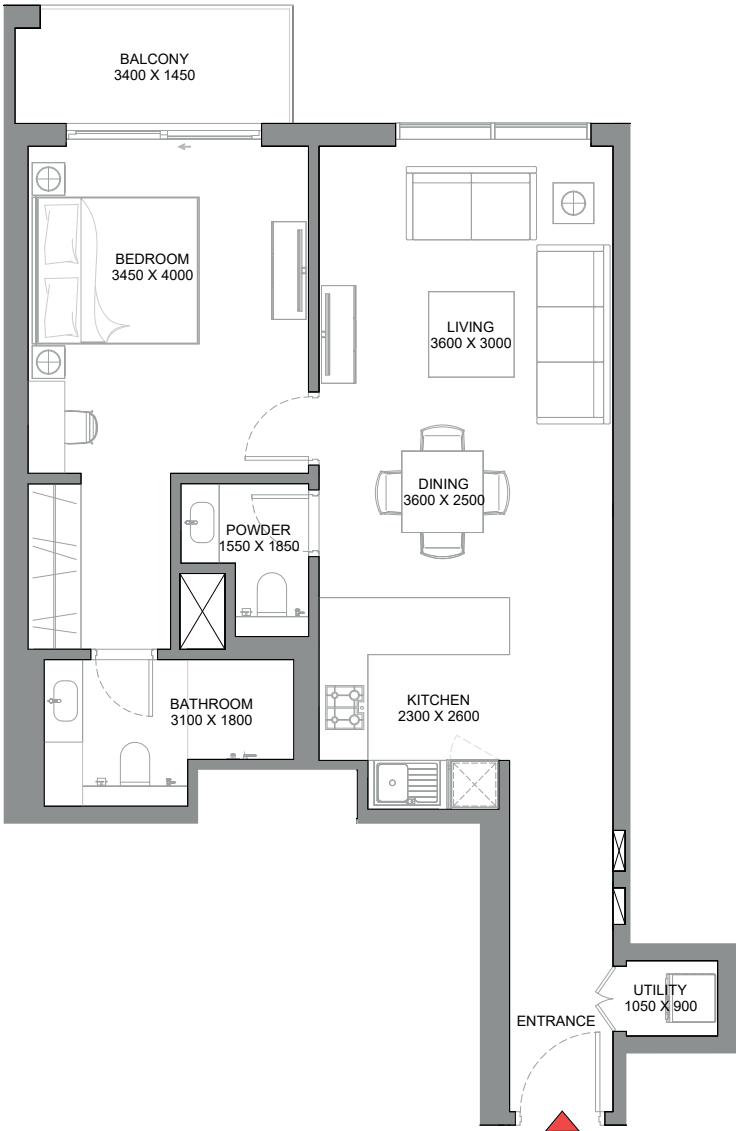 BALCONY
3400 X 1450
BEDROOM
3450 X 4000
LIVING
3600 X 3000
DINING
3600 X 2500
POWDER
1550 X 1850
BATHROOM
3100 X 1800
KITCHEN
2300 X 2600
UTILITY
1050 X 900
ENTRANCE